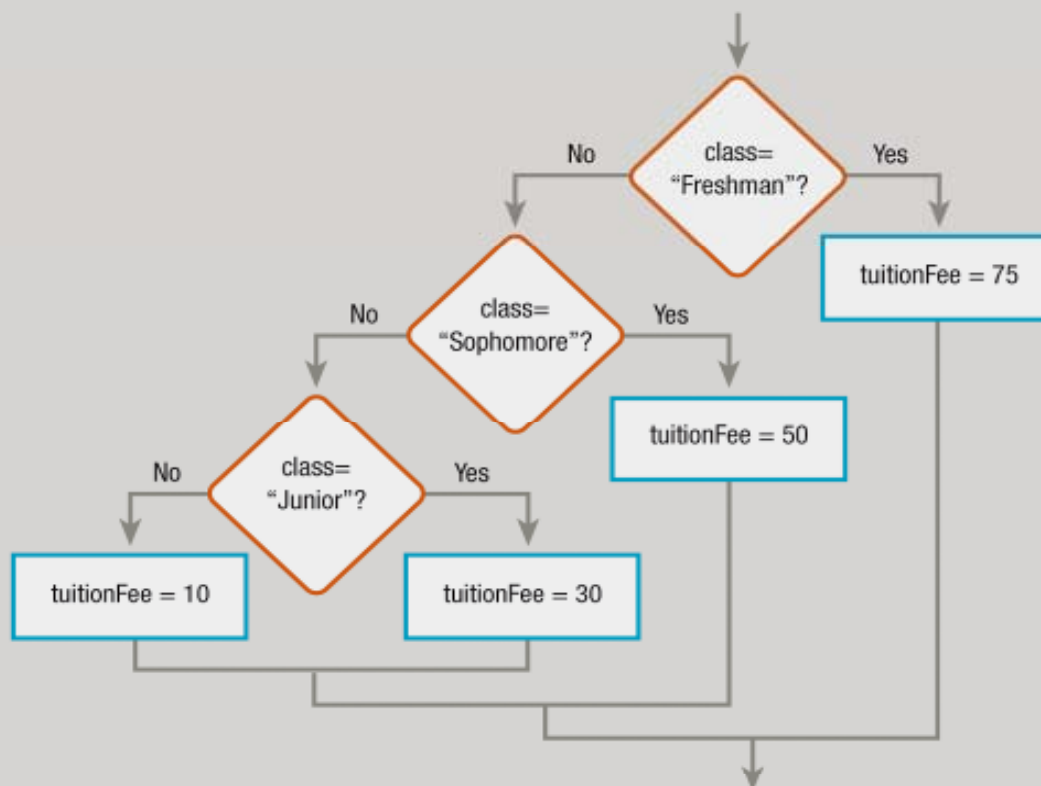 class=
“Freshman”?
No
Yes
tuitionFee = 75
class=
“Sophomore”?
No
Yes
tuitionFee = 50
class=
“Junior”?
No
Yes
tuitionFee = 10
tuitionFee = 30